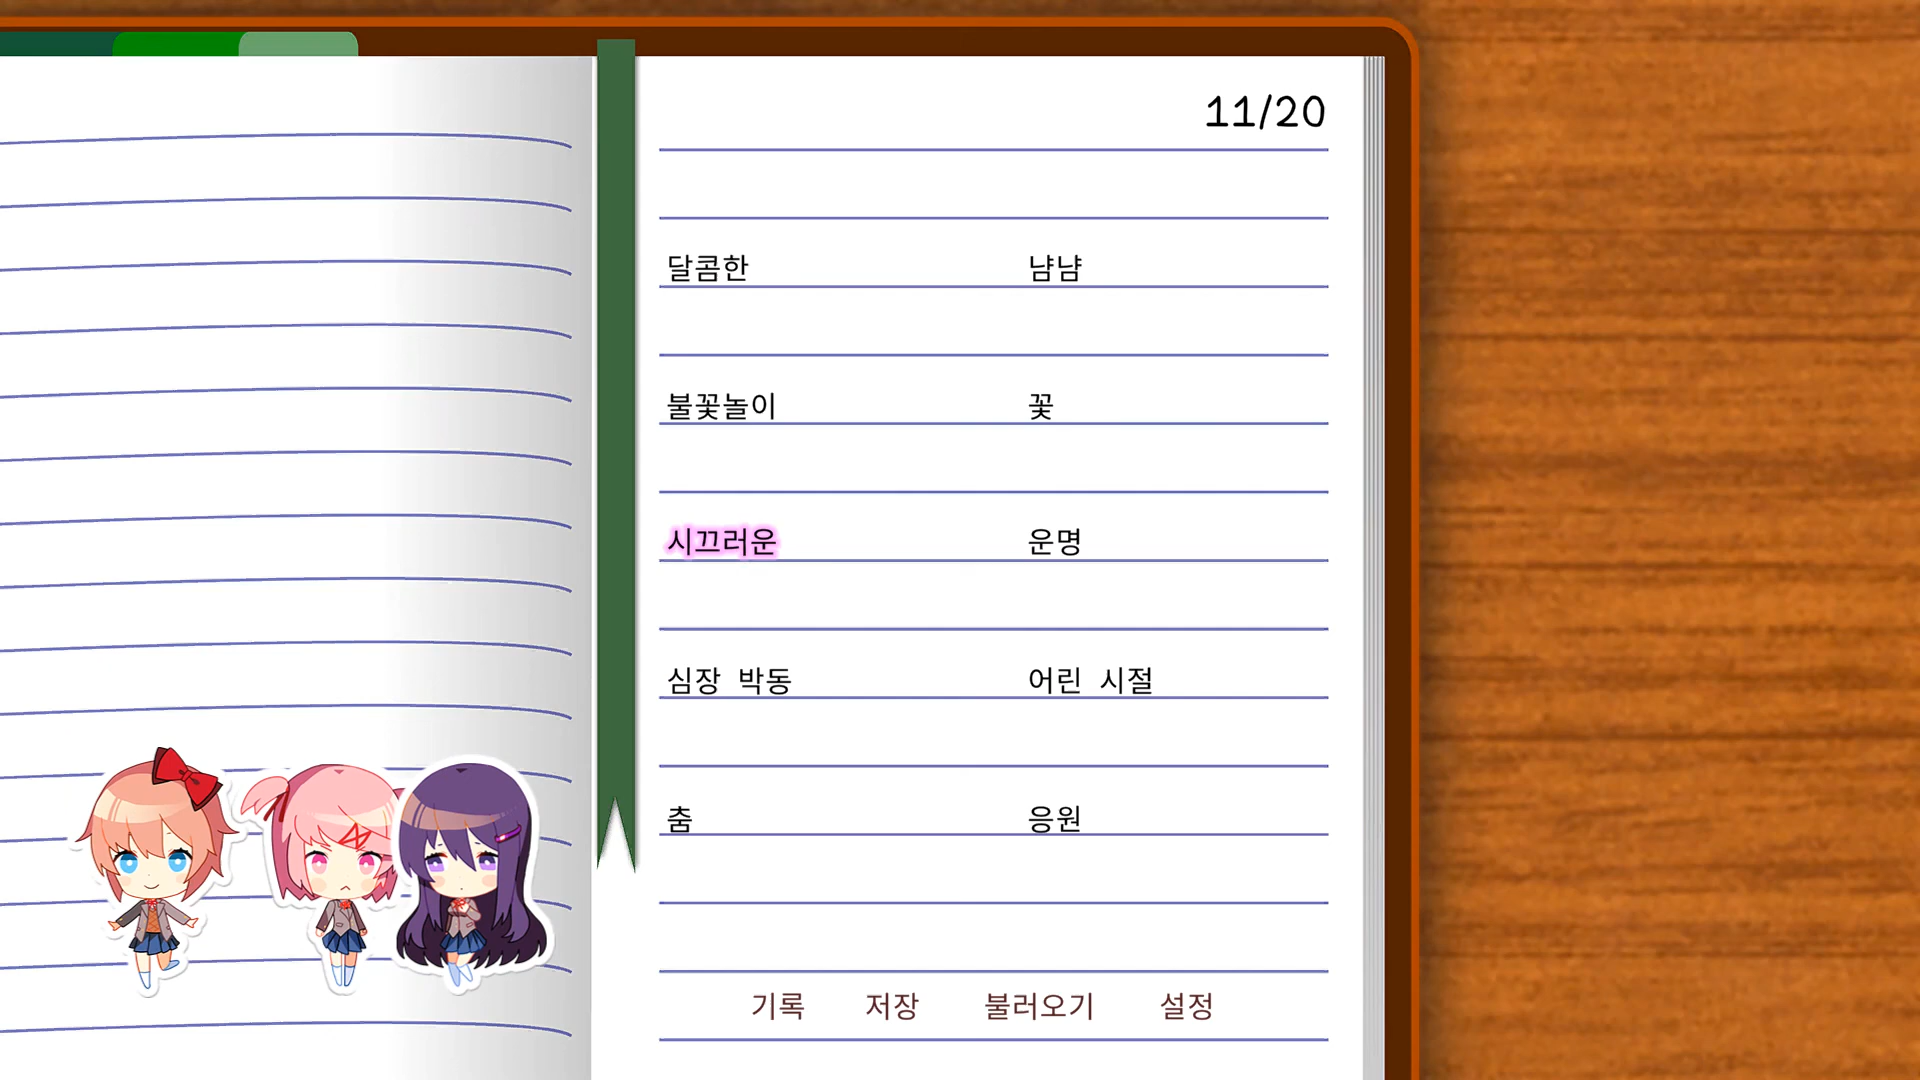 11/20
달콤한 냠냠
불꽃놀이 꽃
시끄러운 운명
심장 박동 어린 시절
춤 응원
기록 저장 불러오기 설정